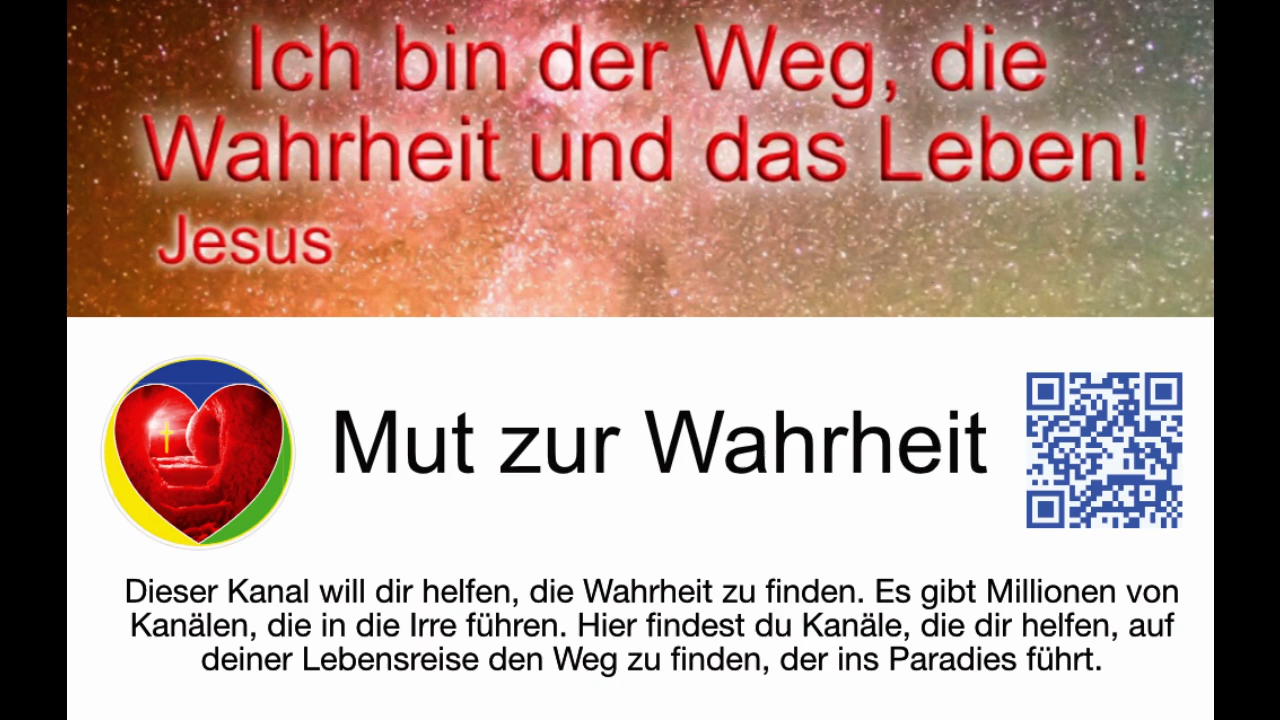 Ich bin der Weg, die
Wahrheit und das Leben!
Jesus
Mut zur Wahrheit
Dieser Kanal will dir helfen, die Wahrheit zu finden. Es gibt Millionen von
Kanälen, die in die Irre führen. Hier findest du Kanäle, die dir helfen, auf
deiner Lebensreise den Weg zu finden, der ins Paradies führt.